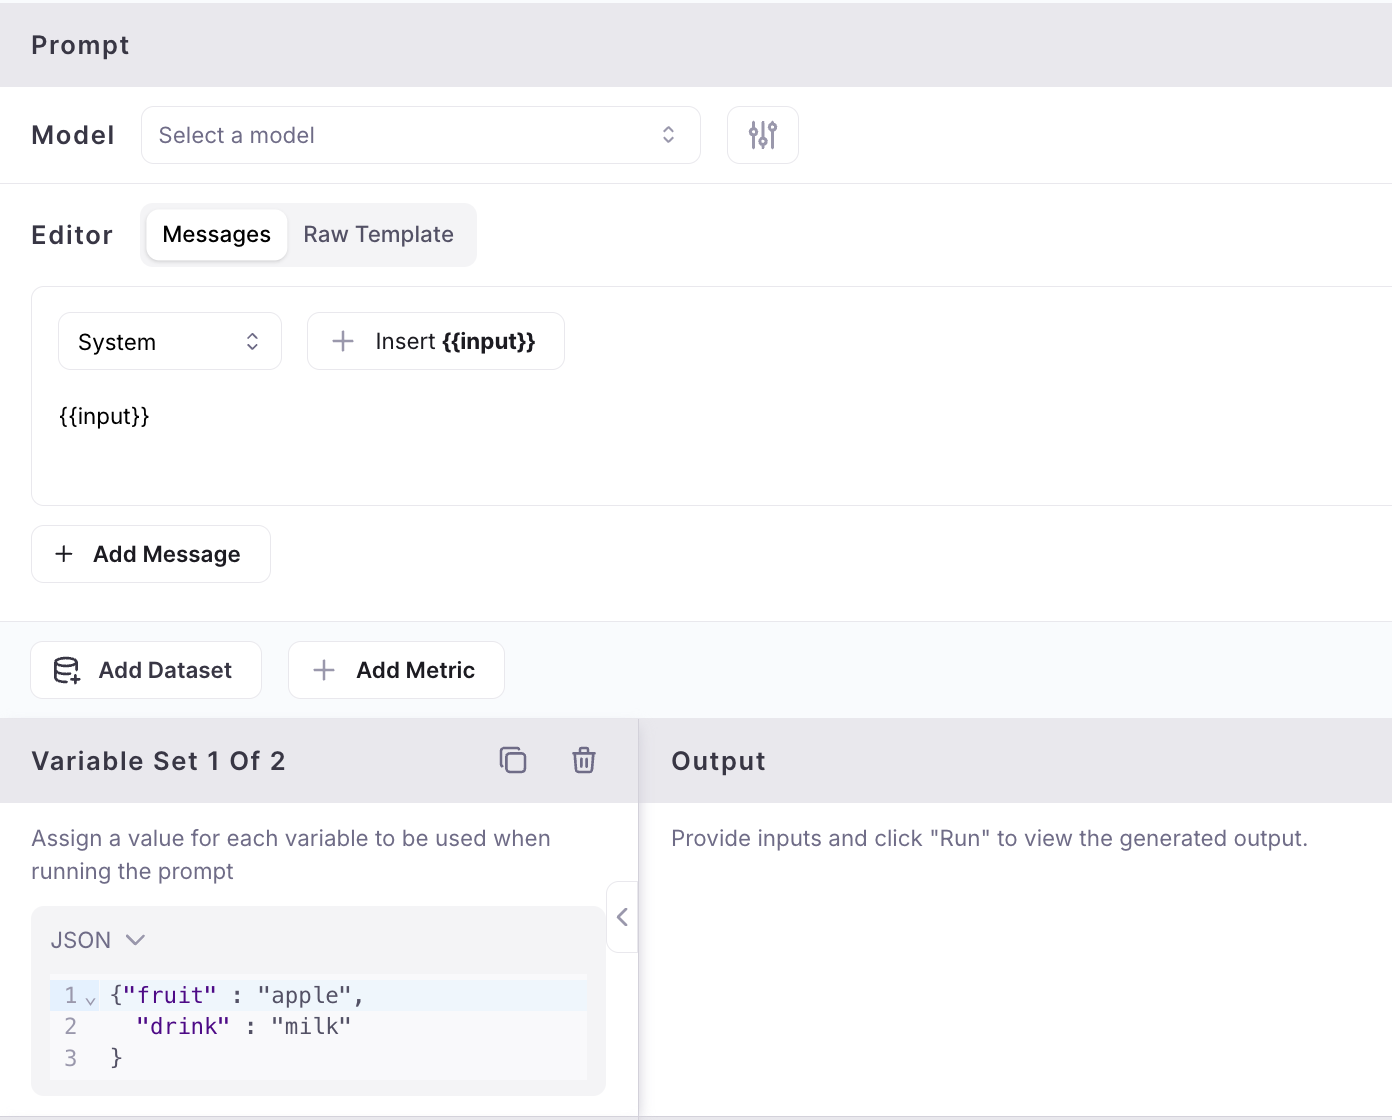 Prompt
Model Select a model
Editor Messages Raw Template
System Insert {{input}}
{{input}}
Add Message
Add Dataset Add Metric
Variable Set 1 Of 2
Output
Assign a value for each variable to be used when
running the prompt
Provide inputs and click "Run" to view the generated output.
JSON
1 {"fruit" : "apple",
2 "drink" : "milk"
3 }